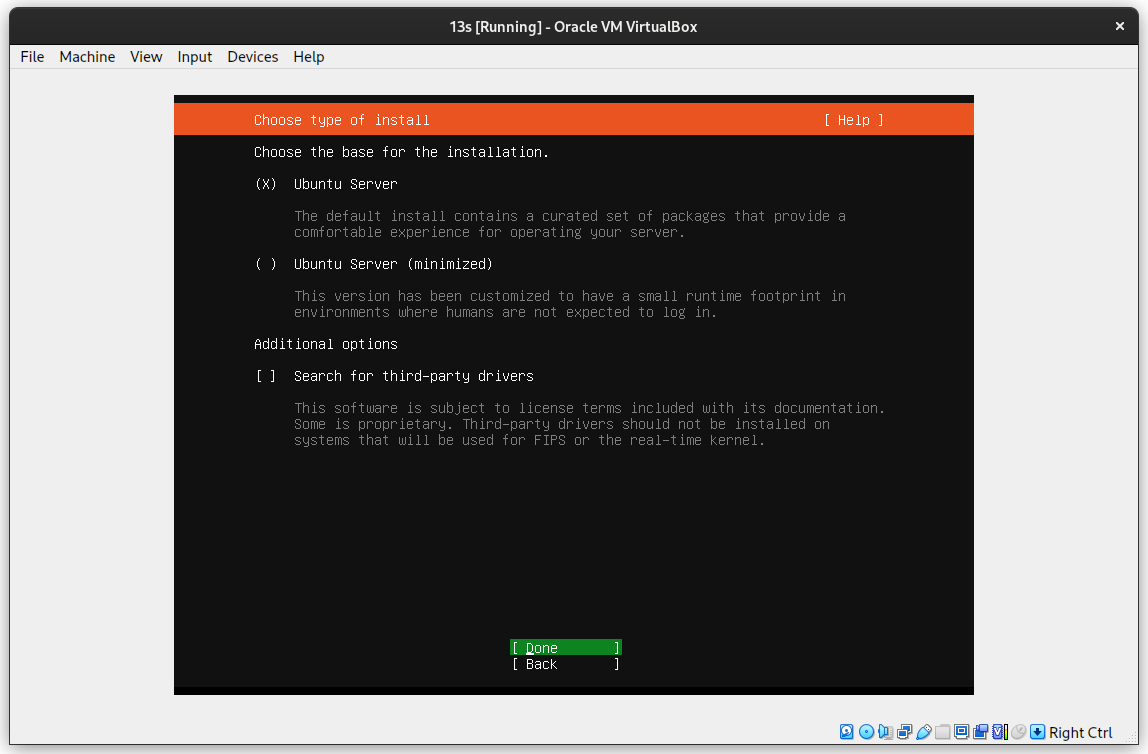 13s [Running] - Oracle VM VirtualBox
File Machine View Input Devices Help
Choose type of install [ Help ]
Choose the base for the installation.
(X) Ubuntu Server
The default install contains a curated set of packages that provide a
comfortable experience for operating your server.
( ) Ubuntu Server (minimized)
This version has been customized to have a small runtime footprint in
environments where humans are not expected to log in.
Additional options
[ ] Search for third-party drivers
This software is subject to license terms included with its documentation.
Some is proprietary. Third-party drivers should not be installed on
systems that will be used for FIPS or the real-time kernel.
[ Done ]
[ Back ]
Right Ctrl